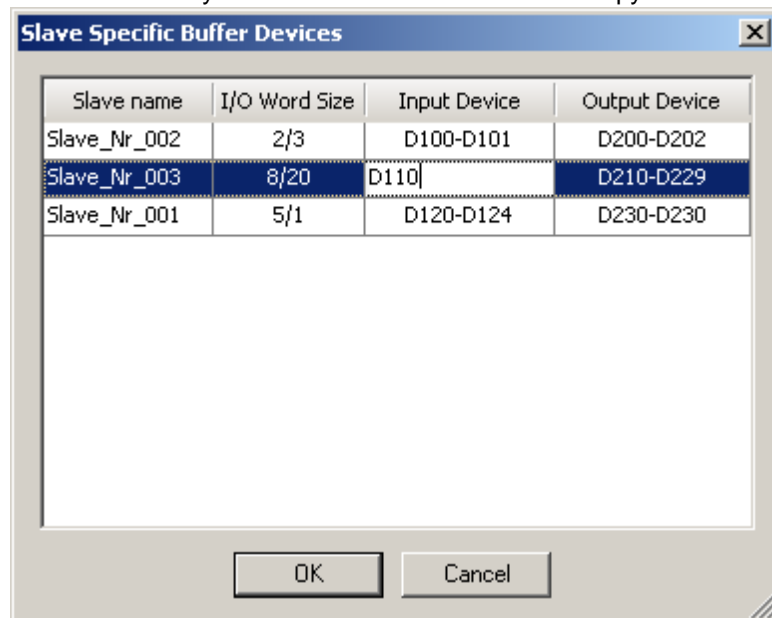 Slave Specific Buffer Devices
Slave name I/O Word Size Input Device Output Device
Slave_Nr_002 2/3 D100-D101 D200-D202
Slave_Nr_003 8/20 D110 D210-D229
Slave_Nr_001 5/1 D120-D124 D230-D230
OK Cancel